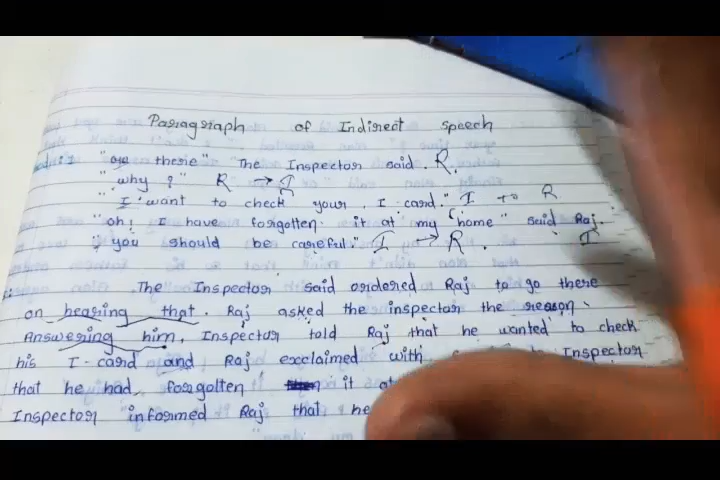 Paragraph of Indirect speech
"go there" The Inspector said. R.
"why ?" R → I
"I want to check your I card." I to R
"oh! I have forgotten it at my home" said Raj.
"you should be careful." I → R. I
The Inspector said ordered Raj to go there
on hearing that. Raj asked the inspector the reason.
Answering him, Inspector told Raj that he wanted to check
his I-card and Raj exclaimed with Inspector
that he had forgotten it at
Inspector informed Raj that he